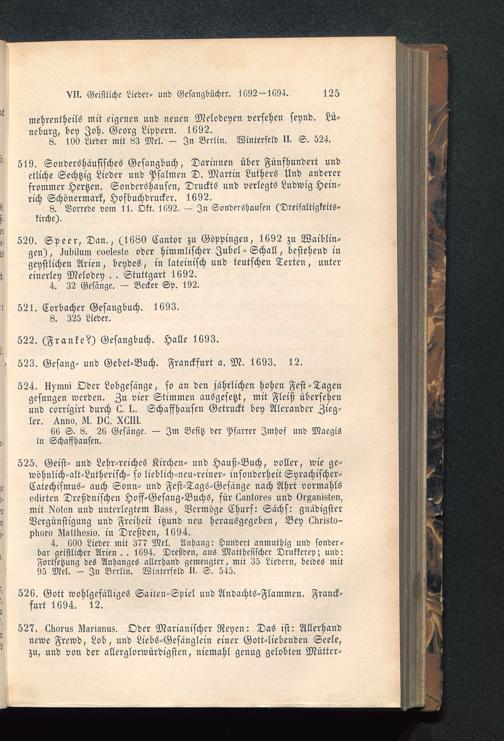 VII. Geistliche Lieder- und Gesangbücher. 1692—1694. 125
mehrentheils mit eigenen und neuen Melodeyen versehen seynd. Lü-
neburg, bey Joh. Georg Lippern. 1692.
8. 100 Lieder mit 83 Mel. — In Berlin. Winterfeld II. S. 524.
519. Sondershäusisches Gesangbuch, Darinnen über Fünfhundert und
etliche Sechtzig Lieder und Psalmen D. Martin Luthers Und anderer
frommer Hertzen. Sondershausen, Druckts und verlegts Ludwig Hein-
rich Schönermark, Hofbuchdrucker. 1692.
8. Vorrede vom 11. Okt. 1692. — In Sondershausen (Dreifaltigkeits-
kirche).
520. Speer, Dan., (1680 Cantor zu Göppingen, 1692 zu Waiblin-
gen), Jubilum coeleste oder himmlischer Jubel-Schall, bestehend in
geystlichen Arien, beydes, in lateinisch und teutschen Texten, unter
einerley Melodey . . Stuttgart 1692.
4. 32 Gesänge. — Becker Sp. 192.
521. Corbacher Gesangbuch. 1693.
8. 325 Lieder.
522. (Franke?) Gesangbuch. Halle 1693.
523. Gesang- und Gebet-Buch. Franckfurt a. M. 1693. 12.
524. Hymni Oder Lobgesänge, so an den jährlichen hohen Fest-Tagen
gesungen werden. Zu vier Stimmen ausgesetzt, mit Fleiß übersehen
und corrigirt durch C. L. Schaffhausen Getruckt bey Alexander Zieg-
ler. Anno, M. DC. XCIII.
66 S. 8. 26 Gesänge. — Im Besitz der Pfarrer Imhof und Maegis
in Schaffhausen.
525. Geist- und Lehr-reiches Kirchen- und Hauß-Buch, voller, wie ge-
wöhnlich-alt-Lutherisch- so lieblich-neu-reiner- insonderheit Sprachischer-
Catechismus- auch Sonn- und Fest-Tags-Gesänge nach Ahrt vormahls
edirten Dreßdnischen Hoff-Gesang-Buchs, für Cantores und Organisten,
mit Noten und unterlegtem Bass, Vermöge Churf: Sächs: gnädigster
Vergünstigung und Freiheit itzund neu herausgegeben, Bey Christo-
phoro Matthesio. in Dreßden, 1694.
4. 600 Lieder mit 377 Mel. Anhang: Hundert anmuthig und sonder-
bar geistlicher Arien . . 1694. Dreßden, aus Matthesischer Druckerey; und:
Fortsetzung des Anhanges allerhand gemengter, mit 35 Liedern, beides mit
95 Mel. — In Berlin. Winterfeld II. S. 545.
526. Gott wohlgefälliges Saiten-Spiel und Andachts-Flammen. Franck-
furt 1694. 12.
527. Chorus Marianus. Oder Marianischer Reyen: Das ist: Allerhand
newe Frewd, Lob, und Liebs-Gesänglein einer Gott-liebenden Seele,
zu, und von der allerglorwürdigsten, niemahl genug gelobten Mütter-